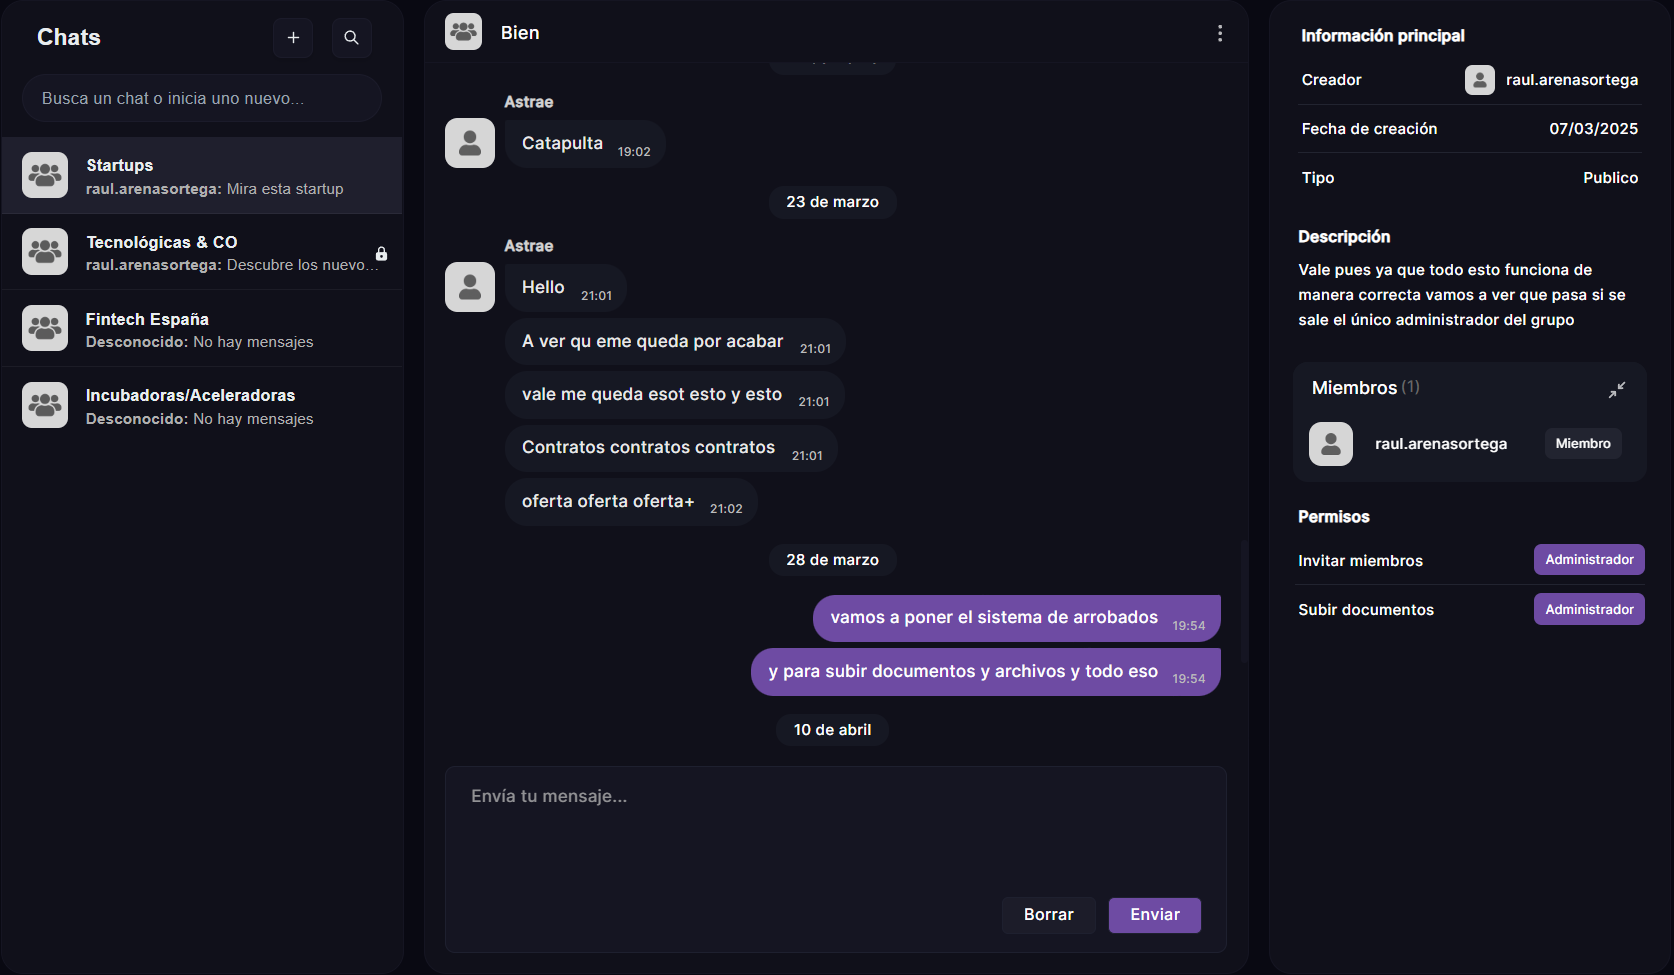 Chats
Busca un chat o inicia uno nuevo...
Startups
raul.arenasortega: Mira esta startup
Tecnológicas & CO
raul.arenasortega: Descubre los nuevo...
Fintech España
Desconocido: No hay mensajes
Incubadoras/Aceleradoras
Desconocido: No hay mensajes
Bien
Astrae
Catapulta 19:02
23 de marzo
Astrae
Hello 21:01
A ver qu eme queda por acabar 21:01
vale me queda esot esto y esto 21:01
Contratos contratos contratos 21:01
oferta oferta oferta+ 21:02
28 de marzo
vamos a poner el sistema de arrobados 19:54
y para subir documentos y archivos y todo eso 19:54
10 de abril
Envía tu mensaje...
Borrar Enviar
Información principal
Creador raul.arenasortega
Fecha de creación 07/03/2025
Tipo Publico
Descripción
Vale pues ya que todo esto funciona de
manera correcta vamos a ver que pasa si se
sale el único administrador del grupo
Miembros (1)
raul.arenasortega Miembro
Permisos
Invitar miembros Administrador
Subir documentos Administrador